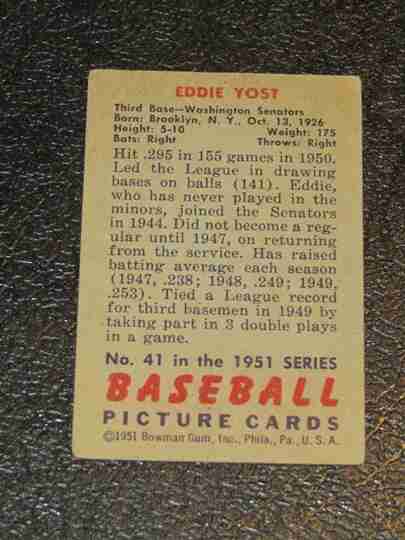 EDDIE YOST
Third Base—Washington Senators
Born: Brooklyn, N. Y., Oct. 13, 1926
Height: 5-10 Weight: 175
Bats: Right Throws: Right
Hit .295 in 155 games in 1950.
Led the League in drawing
bases on balls (141). Eddie,
who has never played in the
minors, joined the Senators
in 1944. Did not become a reg-
ular until 1947, on returning
from the service. Has raised
batting average each season
(1947, .238; 1948, .249; 1949,
.253). Tied a League record
for third basemen in 1949 by
taking part in 3 double plays
in a game.
No. 41 in the 1951 SERIES
BASEBALL
PICTURE CARDS
©1951 Bowman Gum, Inc., Phila., Pa., U. S. A.